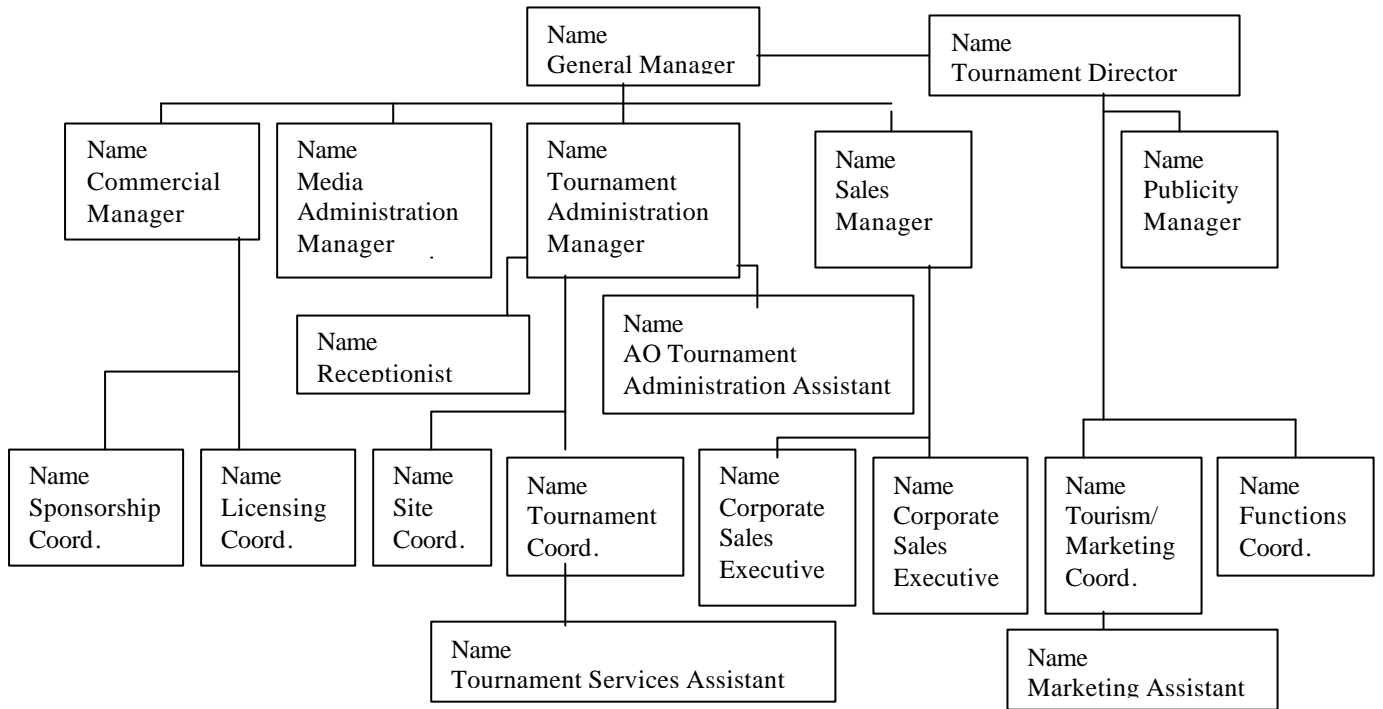 Name
General Manager
Name
Tournament Director
Name
Commercial
Manager
Name
Media
Administration
Manager
Name
Tournament
Administration
Manager
Name
Sales
Manager
Name
Publicity
Manager
Name
Receptionist
Name
AO Tournament
Administration Assistant
Name
Sponsorship
Coord.
Name
Licensing
Coord.
Name
Site
Coord.
Name
Tournament
Coord.
Name
Corporate
Sales
Executive
Name
Corporate
Sales
Executive
Name
Tourism/
Marketing
Coord.
Name
Functions
Coord.
Name
Tournament Services Assistant
Name
Marketing Assistant